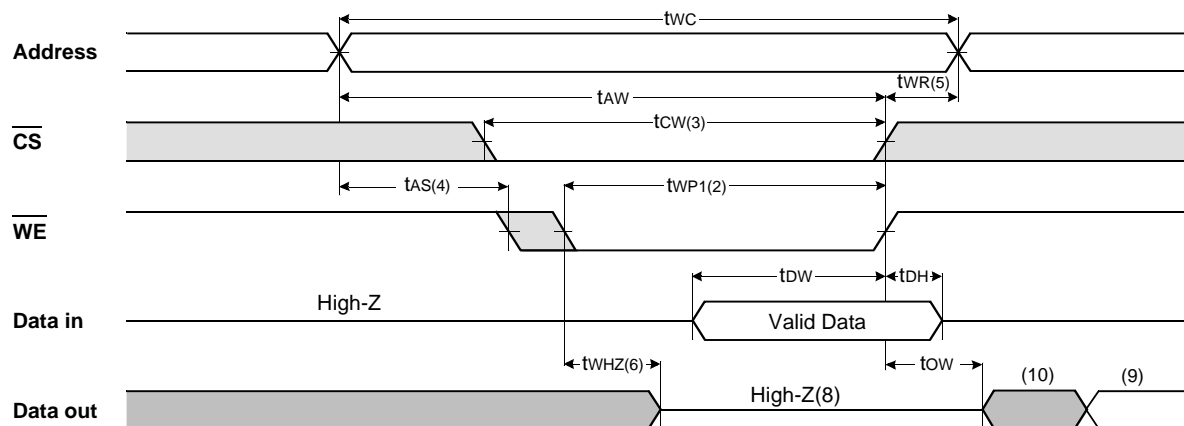 tWC
Address
tWR(5)
tAW
tCW(3)
CS
tAS(4)
tWP1(2)
WE
tDW
tDH
High-Z
Data in
Valid Data
tWHZ(6)
tOW
High-Z(8)
(10)
(9)
Data out